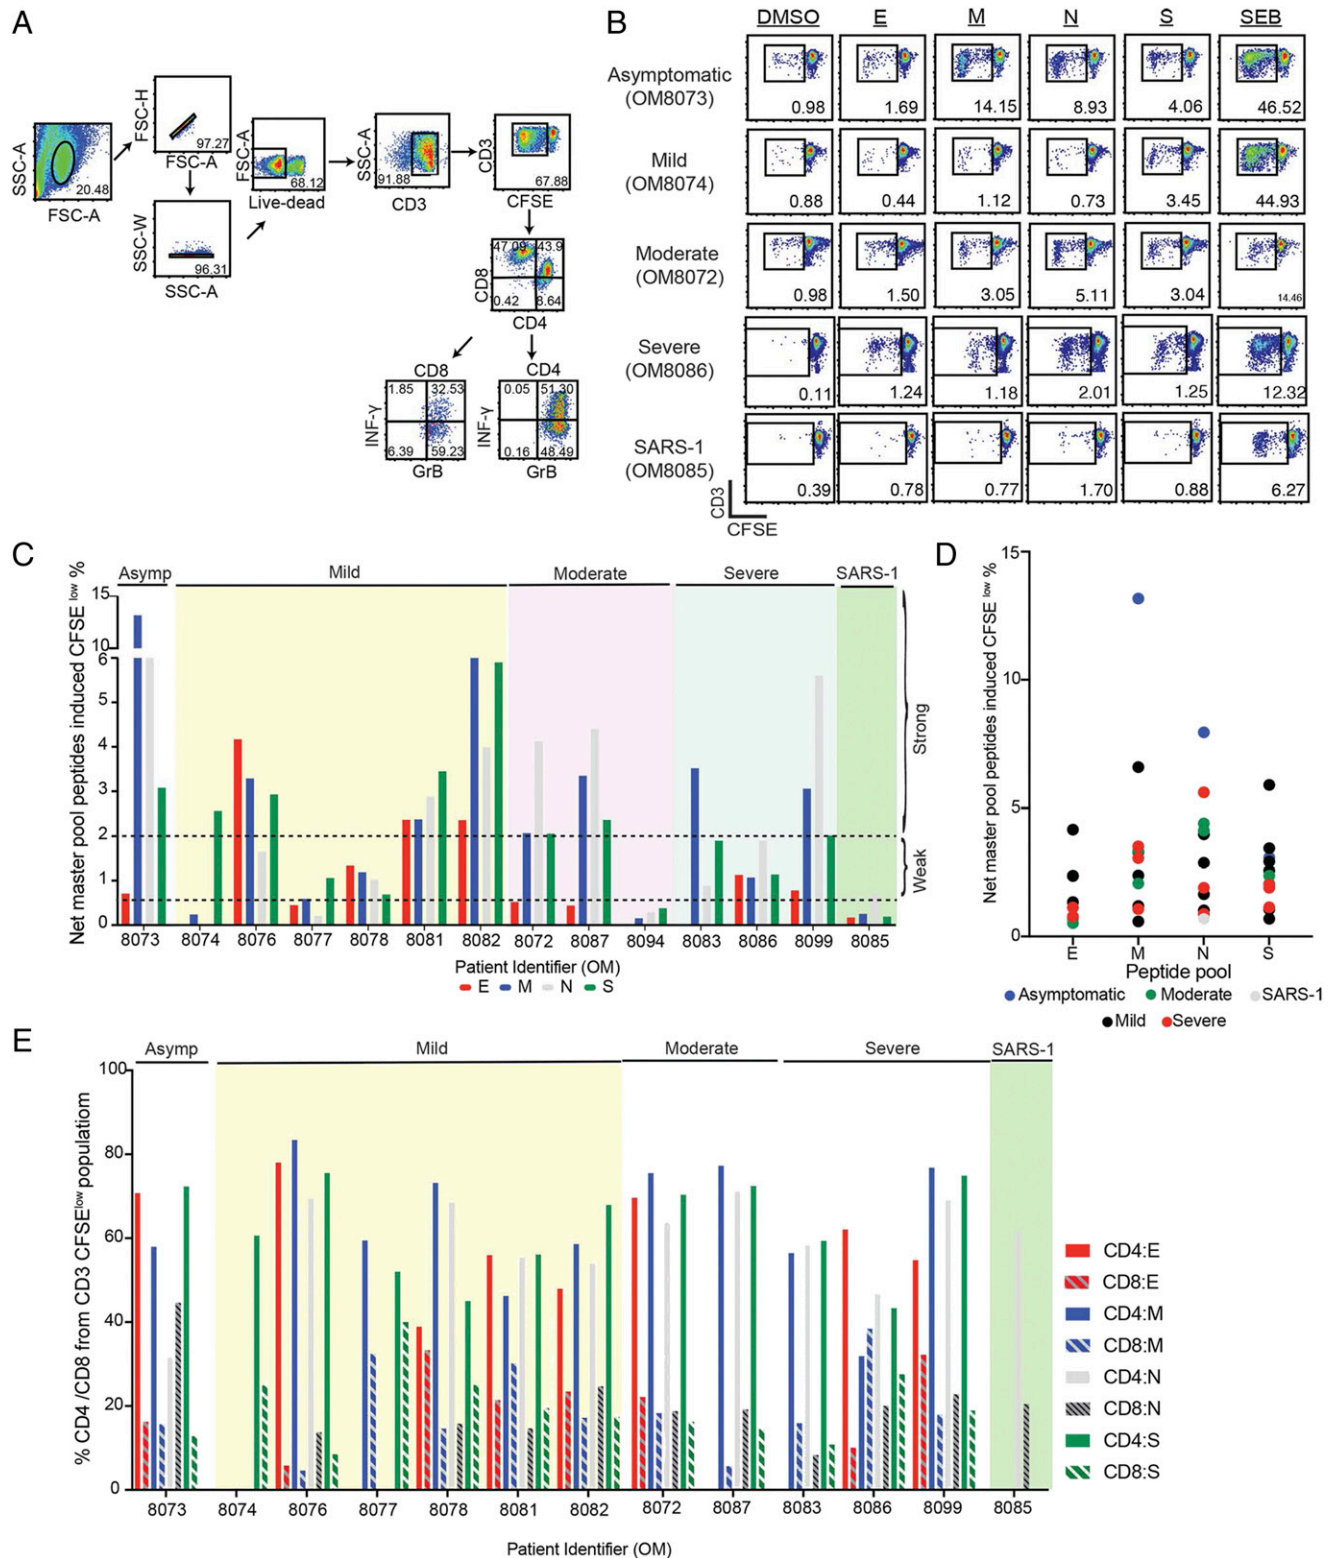 A
SSC-A
20.48
FSC-A
FSC-H
97.27
FSC-A
SSC-W
96.31
SSC-A
FSC-A
68.12
Live-dead
SSC-A
91.88
CD3
CD3
67.88
CFSE
CD8
47.09 43.9
0.42 8.64
CD4
CD8
INF-γ
1.85 32.53
6.39 59.23
GrB
CD4
INF-γ
0.05 51.30
0.16 48.49
GrB
B
DMSO E M N S SEB
Asymptomatic
(OM8073)
0.98 1.69 14.15 8.93 4.06 46.52
Mild
(OM8074)
0.88 0.44 1.12 0.73 3.45 44.93
Moderate
(OM8072)
0.98 1.50 3.05 5.11 3.04 14.46
Severe
(OM8086)
0.11 1.24 1.18 2.01 1.25 12.32
SARS-1
(OM8085)
0.39 0.78 0.77 1.70 0.88 6.27
CD3
CFSE
C
Asymp Mild Moderate Severe SARS-1
Net master pool peptides induced CFSE low %
15
10
6
5
4
3
2
1
0
Strong
Weak
8073 8074 8076 8077 8078 8081 8082 8072 8087 8094 8083 8086 8099 8085
Patient Identifier (OM)
E M N S
D
Net master pool peptides induced CFSE low %
15
10
5
0
E M N S
Peptide pool
Asymptomatic Moderate SARS-1
Mild Severe
E
Asymp Mild Moderate Severe SARS-1
% CD4 /CD8 from CD3 CFSElow populatiom
100
80
60
40
20
0
8073 8074 8076 8077 8078 8081 8082 8072 8087 8083 8086 8099 8085
Patient Identifier (OM)
CD4:E
CD8:E
CD4:M
CD8:M
CD4:N
CD8:N
CD4:S
CD8:S